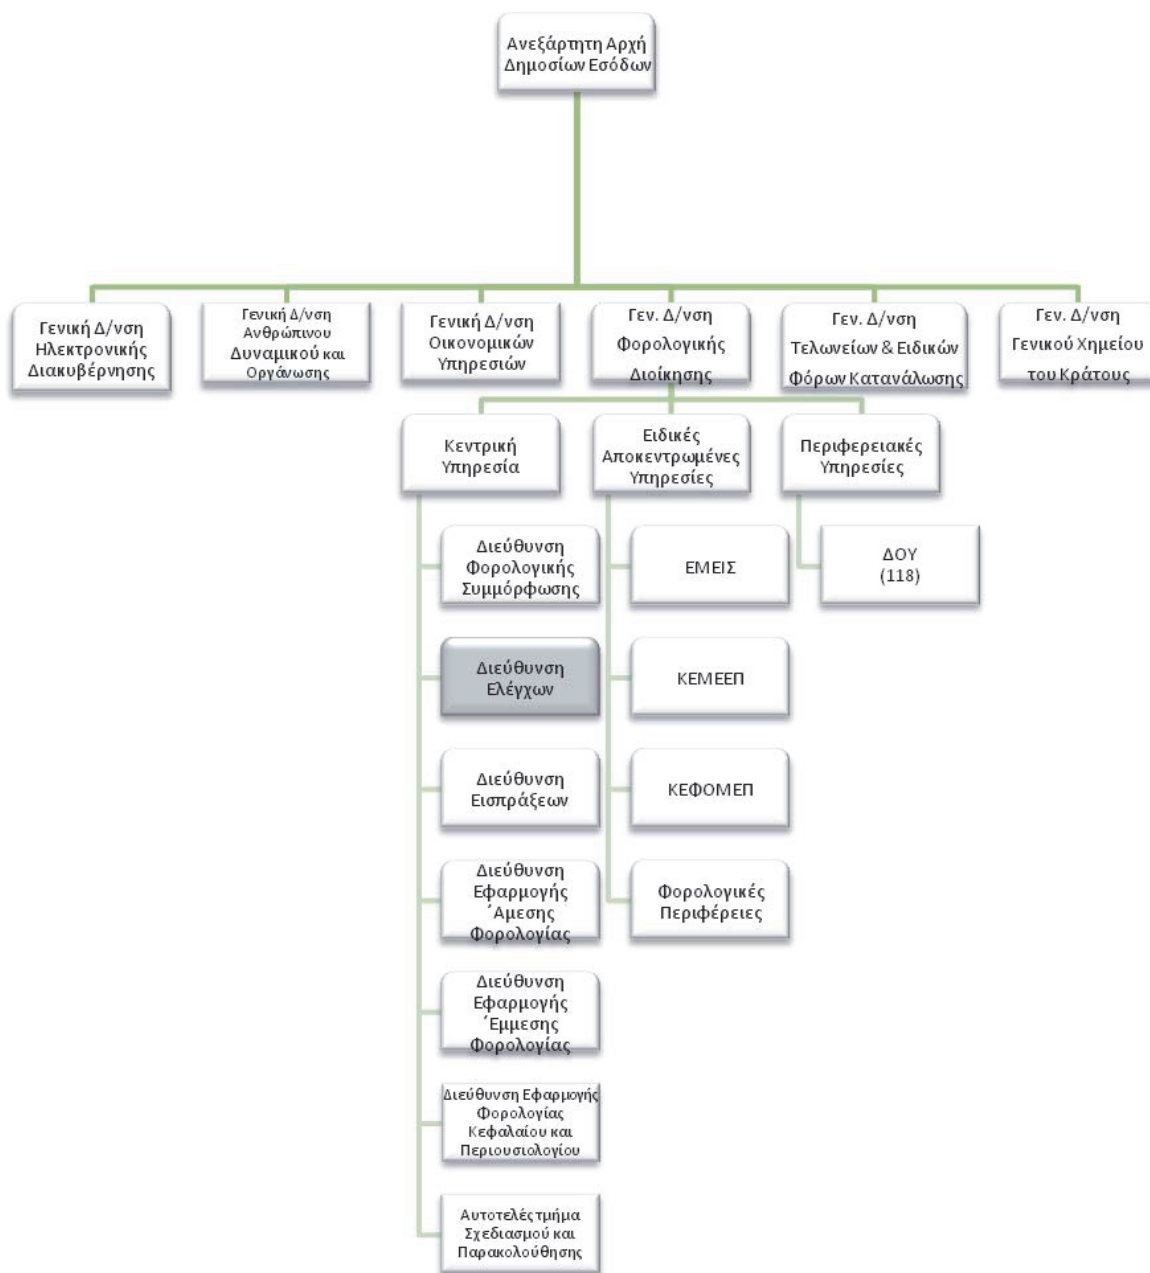 Ανεξάρτητη Αρχή
Δημοσίων Εσόδων
Γενική Δ/νση
Ηλεκτρονικής
Διακυβέρνησης
Γενική Δ/νση
Ανθρώπινου
Δυναμικού και
Οργάνωσης
Γενική Δ/νση
Οικονομικών
Υπηρεσιών
Γεν. Δ/νση
Φορολογικής
Διοίκησης
Γεν. Δ/νση
Τελωνείων & Ειδικών
Φόρων Κατανάλωσης
Γεν. Δ/νση
Γενικού Χημείου
του Κράτους
Κεντρική
Υπηρεσία
Ειδικές
Αποκεντρωμένες
Υπηρεσίες
Περιφερειακές
Υπηρεσίες
Διεύθυνση
Φορολογικής
Συμμόρφωσης
Διεύθυνση
Ελέγχων
Διεύθυνση
Εισπράξεων
Διεύθυνση
Εφαρμογής
Άμεσης
Φορολογίας
Διεύθυνση
Εφαρμογής
Έμμεσης
Φορολογίας
Διεύθυνση Εφαρμογής
Φορολογίας
Κεφαλαίου και
Περιουσιολογίου
Αυτοτελές τμήμα
Σχεδιασμού και
Παρακολούθησης
ΕΜΕΙΣ
ΚΕΜΕΕΠ
ΚΕΦΟΜΕΠ
Φορολογικές
Περιφέρειες
ΔΟΥ
(118)